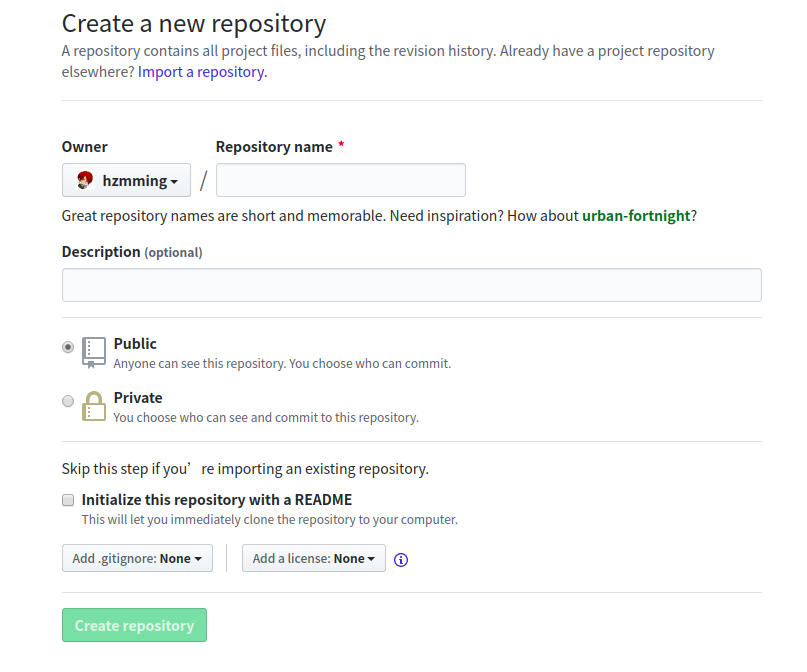 Create a new repository
A repository contains all project files, including the revision history. Already have a project repository
elsewhere? Import a repository.
Owner
Repository name *
hzmming
/
Great repository names are short and memorable. Need inspiration? How about urban-fortnight?
Description (optional)
Public
Anyone can see this repository. You choose who can commit.
Private
You choose who can see and commit to this repository.
Skip this step if you’re importing an existing repository.
Initialize this repository with a README
This will let you immediately clone the repository to your computer.
Add .gitignore: None
Add a license: None
Create repository